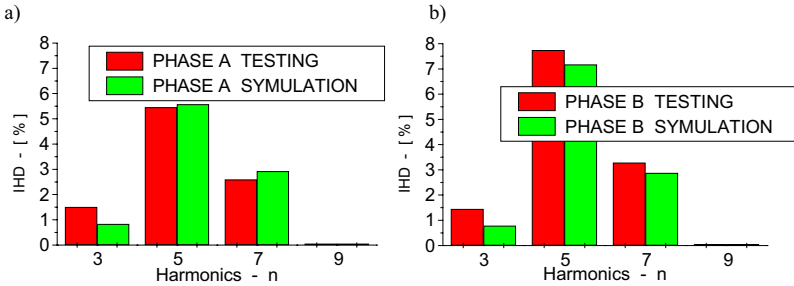 a)
IHD - [ % ]
8
7
6
5
4
3
2
1
0
PHASE A TESTING
PHASE A SYMULATION
3 5 7 9
Harmonics - n
b)
IHD - [ % ]
8
7
6
5
4
3
2
1
0
PHASE B TESTING
PHASE B SYMULATION
3 5 7 9
Harmonics - n